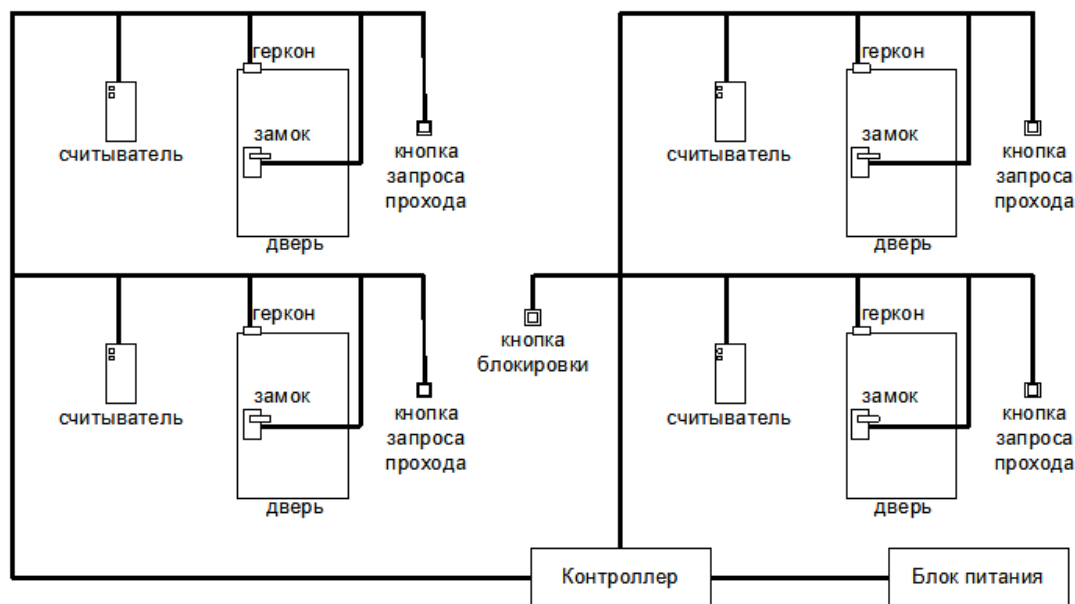 геркон
замок
считыватель
кнопка
запроса
прохода
дверь
геркон
замок
считыватель
кнопка
запроса
прохода
дверь
геркон
замок
считыватель
кнопка
запроса
прохода
дверь
кнопка
блокировки
геркон
замок
считыватель
кнопка
запроса
прохода
дверь
Контроллер
Блок питания